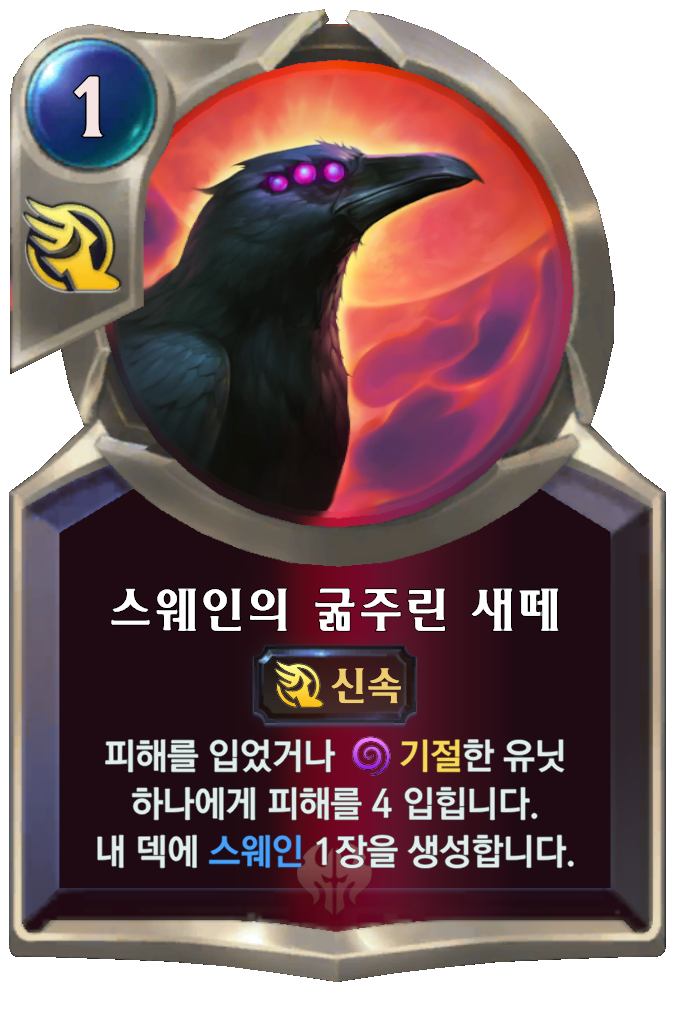 1
스웨인의 굶주린 새떼
신속
피해를 입었거나 기절한 유닛
하나에게 피해를 4 입힙니다.
내 덱에 스웨인 1장을 생성합니다.